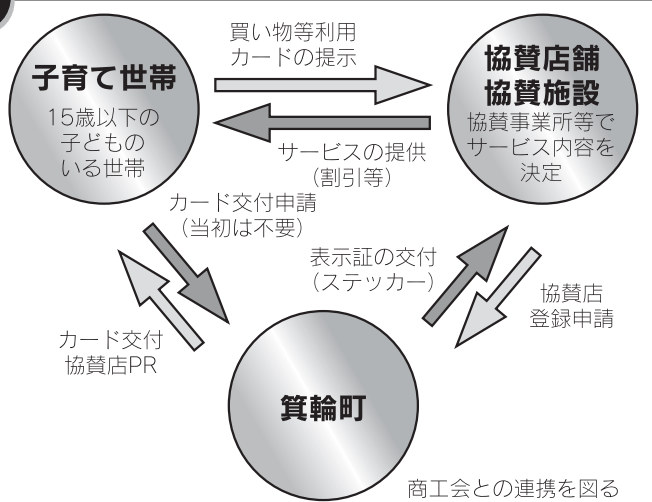 買い物等利用
カードの提示
子育て世帯
15歳以下の
子どもの
いる世帯
協賛店舗
協賛施設
協賛事業所等で
サービス内容を
決定
サービスの提供
（割引等）
カード交付申請
（当初は不要）
表示証の交付
（ステッカー）
協賛店
登録申請
カード交付
協賛店PR
箕輪町
商工会との連携を図る